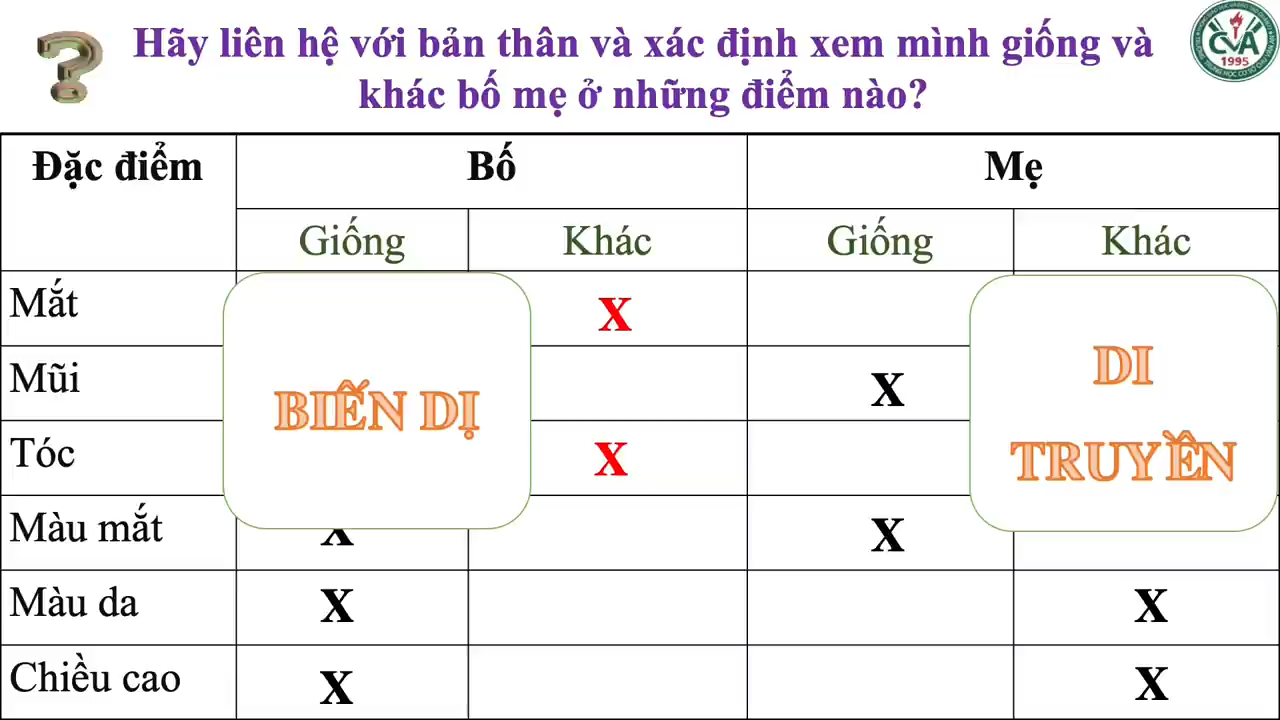 Hãy liên hệ với bản thân và xác định xem mình giống và
khác bố mẹ ở những điểm nào?
CVA
1995
Đặc điểm Bố Mẹ
Giống Khác Giống Khác
Mắt X
Mũi X
Tóc X
Màu mắt X X
Màu da X X
Chiều cao X X
BIẾN DỊ
DI
TRUYỀN